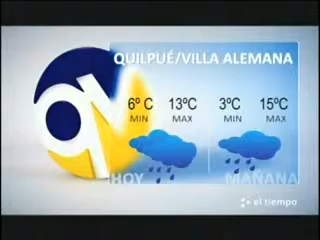 QUILPUÉ/VILLA ALEMANA
6º C 13ºC 3ºC 15ºC
MIN MAX MIN MAX
HOY MAÑANA
el tiempo